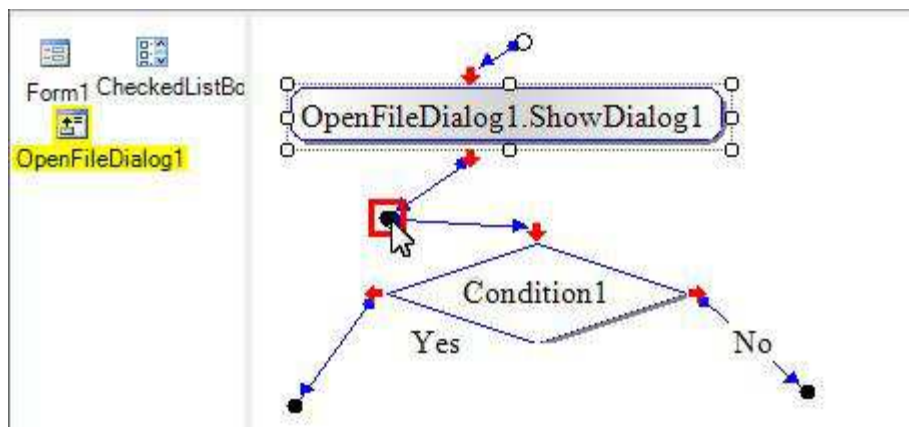 Form1 CheckedListBo
OpenFileDialog1
OpenFileDialog1.ShowDialog1
Condition1
Yes
No